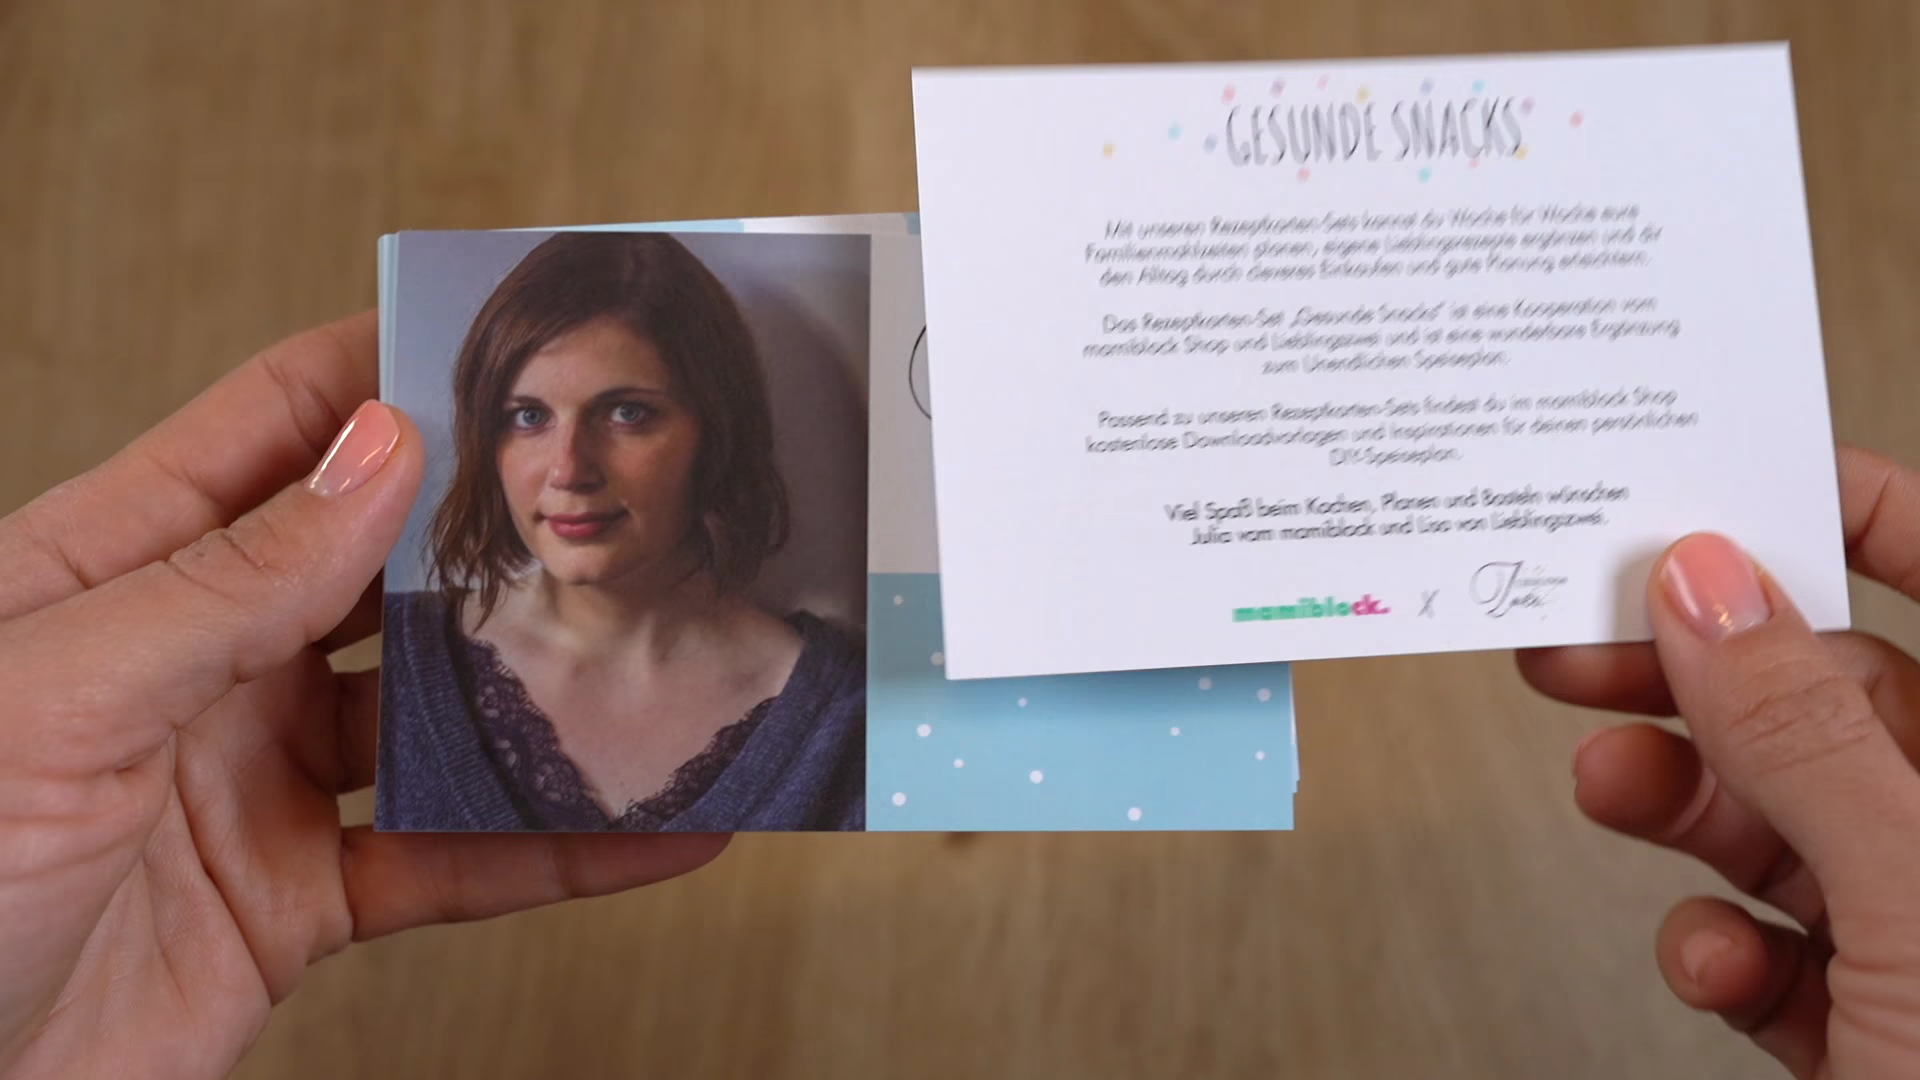 GESUNDE SNACKS
Mit unseren Rezeptkarten-Sets kannst du Woche für Woche eure
Familienmahlzeiten planen, eigene Lieblingsrezepte ergänzen und dir
den Alltag durch cleveres Einkaufen und gute Planung erleichtern.
Das Rezeptkarten-Set „Gesunde Snacks" ist eine Kooperation vom
mamiblock Shop und Lieblingszwei und ist eine wunderbare Ergänzung
zum Unendlichen Speiseplan.
Passend zu unseren Rezeptkarten-Sets findest du im mamiblock Shop
kostenlose Downloadvorlagen und Inspirationen für deinen persönlichen
DIY-Speiseplan.
Viel Spaß beim Kochen, Planen und Basteln wünschen
Julia vom mamiblock und Lisa von Lieblingszwei.
mamiblock. X